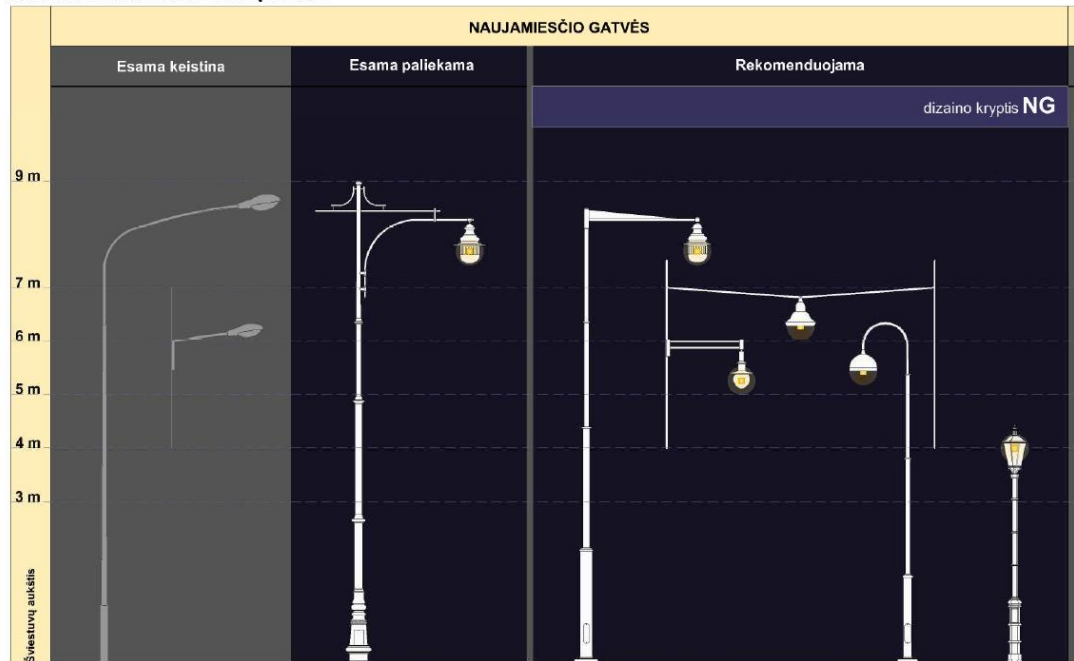 NAUJAMIESČIO GATVĖS
Esama keistina
Esama paliekama
Rekomenduojama
dizaino kryptis NG
9 m
7 m
6 m
5 m
4 m
3 m
Šviestuvų aukštis